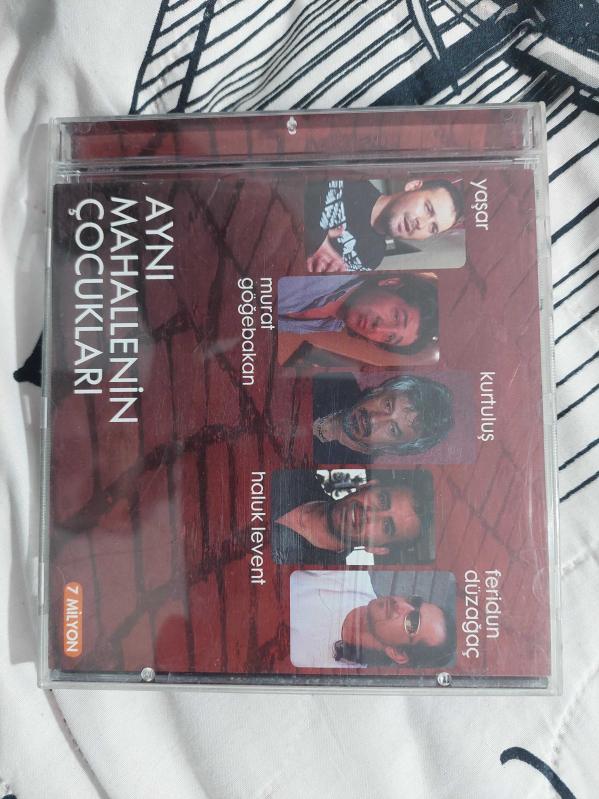 AYNI
MAHALLENİN
ÇOCUKLARI
yaşar
murat
göğebakan
kurtuluş
haluk levent
feridun
düzağaç
7 MİLYON